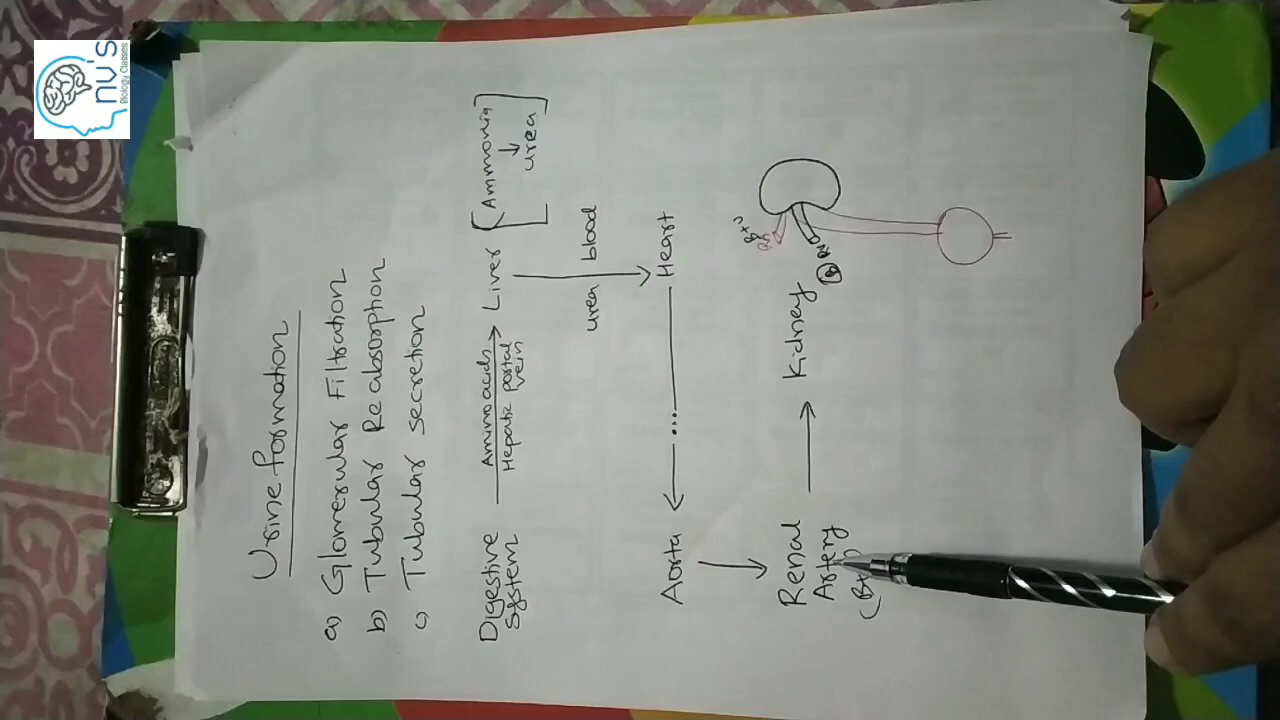 nv's
Biology Classes
Urine formation
a) Glomerular Filtration
b) Tubular Reabsorption
c) Tubular secretion
Digestive System Amino acids Hepatic portal vein Liver [Ammonia ↓ urea]
urea blood
Aorta Heart
Renal Artery Kidney